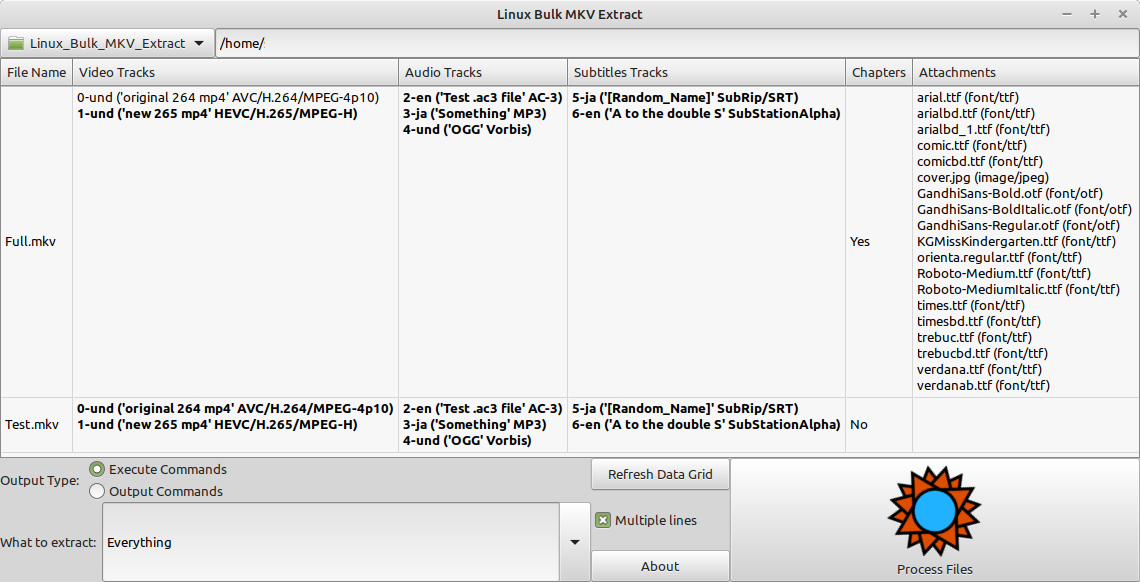 Linux Bulk MKV Extract
Linux_Bulk_MKV_Extract /home/
File Name Video Tracks Audio Tracks Subtitles Tracks Chapters Attachments
Full.mkv
0-und ('original 264 mp4' AVC/H.264/MPEG-4p10)
1-und ('new 265 mp4' HEVC/H.265/MPEG-H)
2-en ('Test .ac3 file' AC-3)
3-ja ('Something' MP3)
4-und ('OGG' Vorbis)
5-ja ('[Random_Name]' SubRip/SRT)
6-en ('A to the double S' SubStationAlpha)
Yes
arial.ttf (font/ttf)
arialbd.ttf (font/ttf)
arialbd_1.ttf (font/ttf)
comic.ttf (font/ttf)
comicbd.ttf (font/ttf)
cover.jpg (image/jpeg)
GandhiSans-Bold.otf (font/otf)
GandhiSans-BoldItalic.otf (font/otf)
GandhiSans-Regular.otf (font/otf)
KGMissKindergarten.ttf (font/ttf)
orienta.regular.ttf (font/ttf)
Roboto-Medium.ttf (font/ttf)
Roboto-MediumItalic.ttf (font/ttf)
times.ttf (font/ttf)
timesbd.ttf (font/ttf)
trebuc.ttf (font/ttf)
trebucbd.ttf (font/ttf)
verdana.ttf (font/ttf)
verdanab.ttf (font/ttf)
Test.mkv
0-und ('original 264 mp4' AVC/H.264/MPEG-4p10)
1-und ('new 265 mp4' HEVC/H.265/MPEG-H)
2-en ('Test .ac3 file' AC-3)
3-ja ('Something' MP3)
4-und ('OGG' Vorbis)
5-ja ('[Random_Name]' SubRip/SRT)
6-en ('A to the double S' SubStationAlpha)
No
Output Type:
Execute Commands
Output Commands
What to extract:
Everything
Refresh Data Grid
Multiple lines
About
Process Files